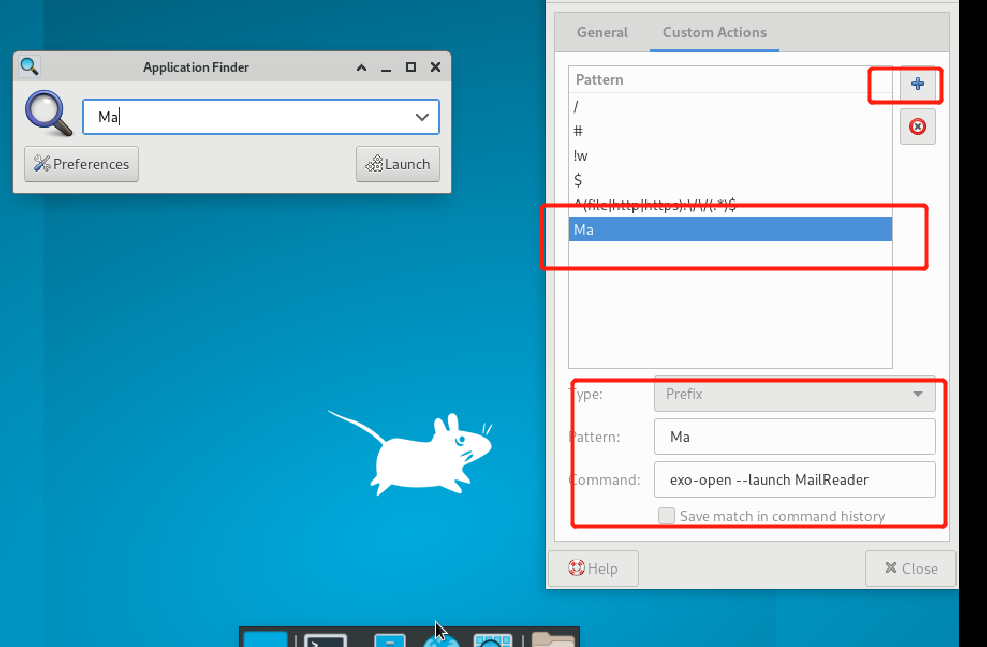 Application Finder
Ma
Preferences
Launch
General
Custom Actions
Pattern
/
#
!w
$
^(file|http|https):\/\/(.*)$
Ma
Type:
Prefix
Pattern:
Ma
Command:
exo-open --launch MailReader
Save match in command history
Help
Close